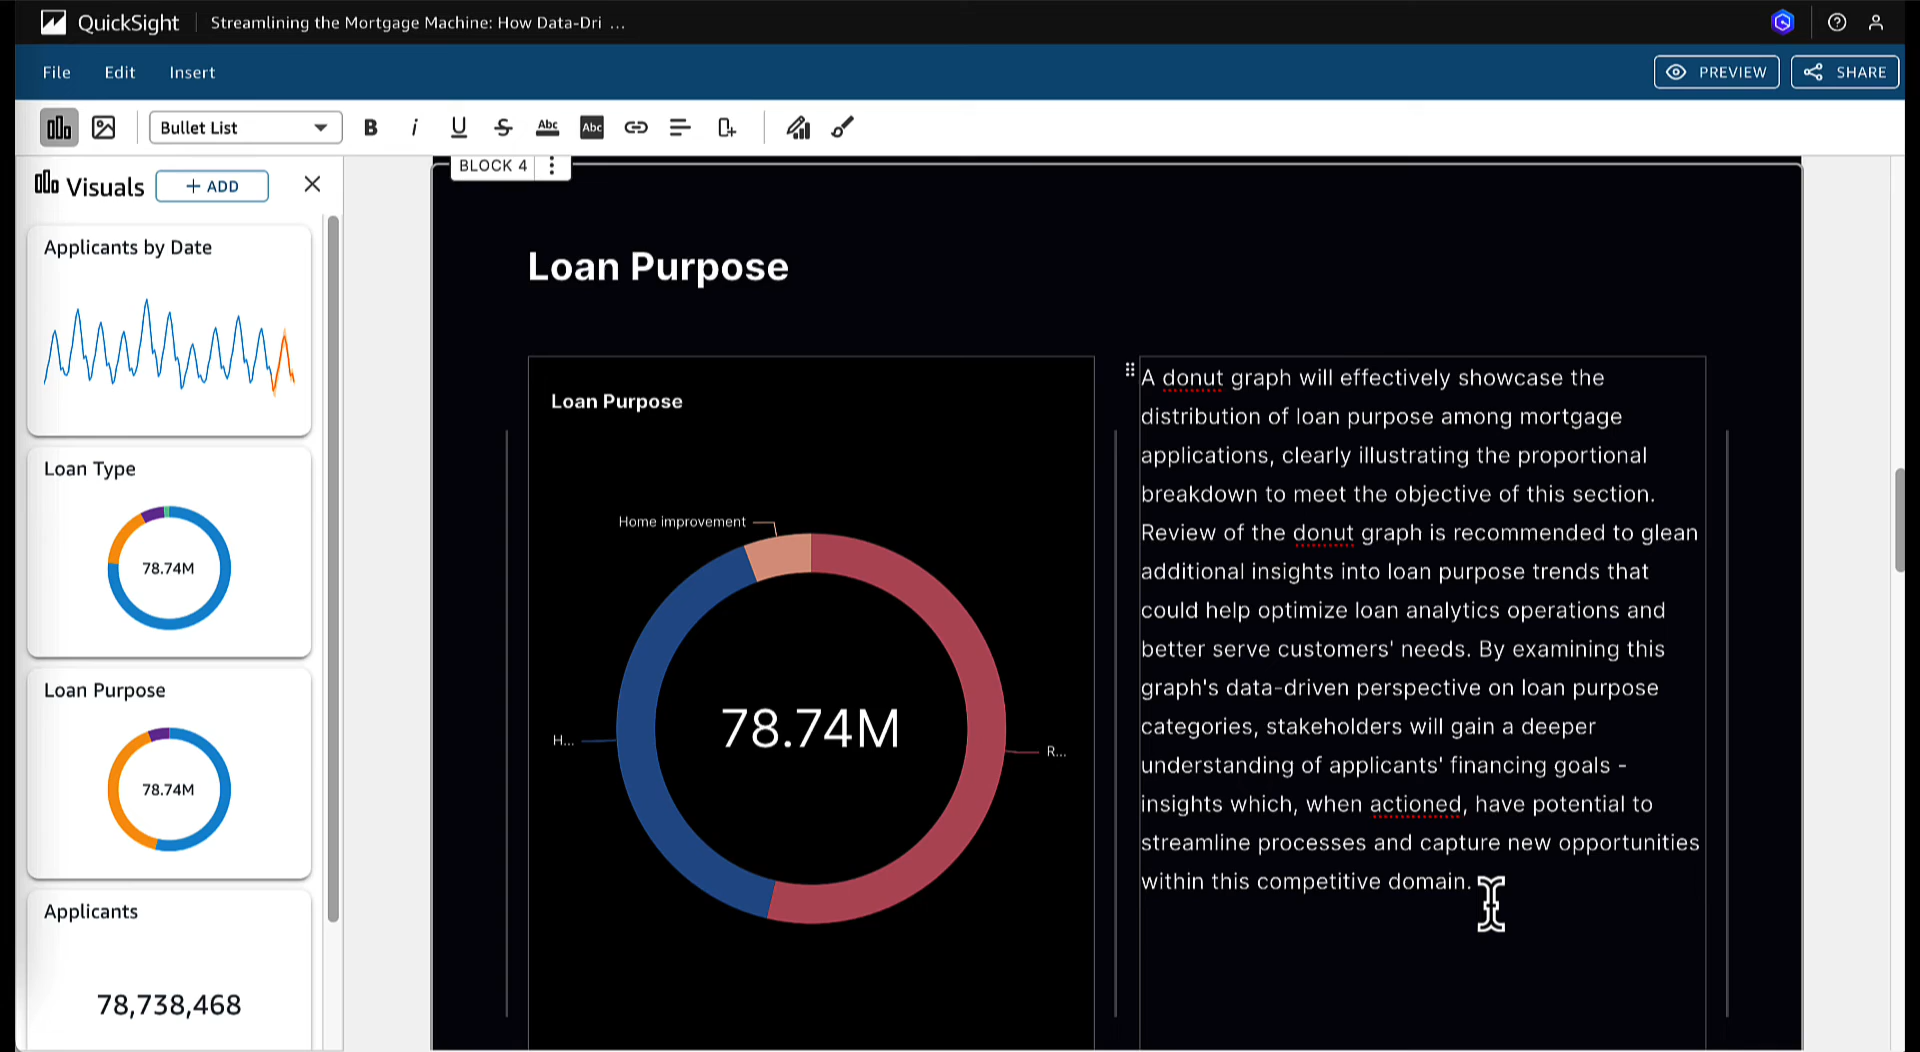 QuickSight
Streamlining the Mortgage Machine: How Data-Dri ...
File
Edit
Insert
PREVIEW
SHARE
Bullet List
B
i
U
S
Abc
Abc
Visuals
+ ADD
Applicants by Date
Loan Type
78.74M
Loan Purpose
78.74M
Applicants
78,738,468
BLOCK 4
Loan Purpose
Loan Purpose
Home improvement
H...
78.74M
R...
A donut graph will effectively showcase the
distribution of loan purpose among mortgage
applications, clearly illustrating the proportional
breakdown to meet the objective of this section.
Review of the donut graph is recommended to glean
additional insights into loan purpose trends that
could help optimize loan analytics operations and
better serve customers' needs. By examining this
graph's data-driven perspective on loan purpose
categories, stakeholders will gain a deeper
understanding of applicants' financing goals -
insights which, when actioned, have potential to
streamline processes and capture new opportunities
within this competitive domain.